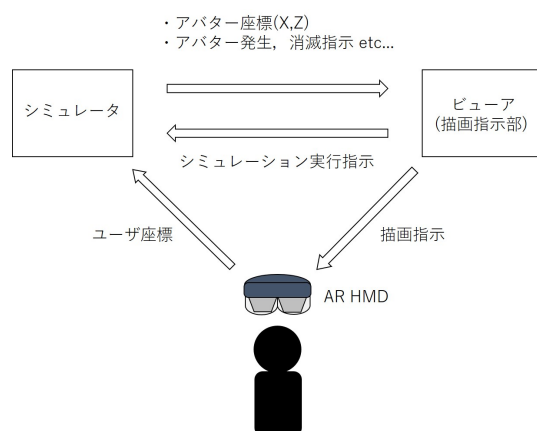 ・アバター座標(X,Z)
・アバター発生，消滅指示 etc...
シミュレータ
ビューア
(描画指示部)
シミュレーション実行指示
ユーザ座標
描画指示
AR HMD